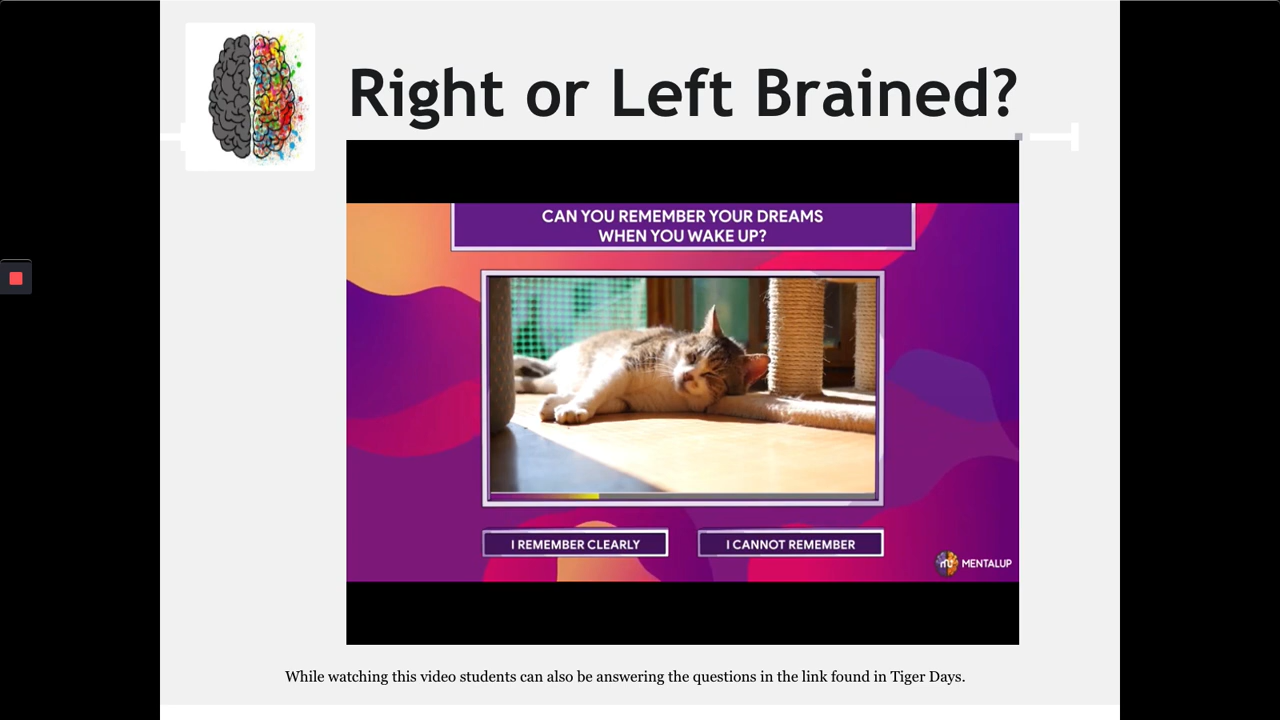 Right or Left Brained?
CAN YOU REMEMBER YOUR DREAMS
WHEN YOU WAKE UP?
I REMEMBER CLEARLY
I CANNOT REMEMBER
MENTALUP
While watching this video students can also be answering the questions in the link found in Tiger Days.